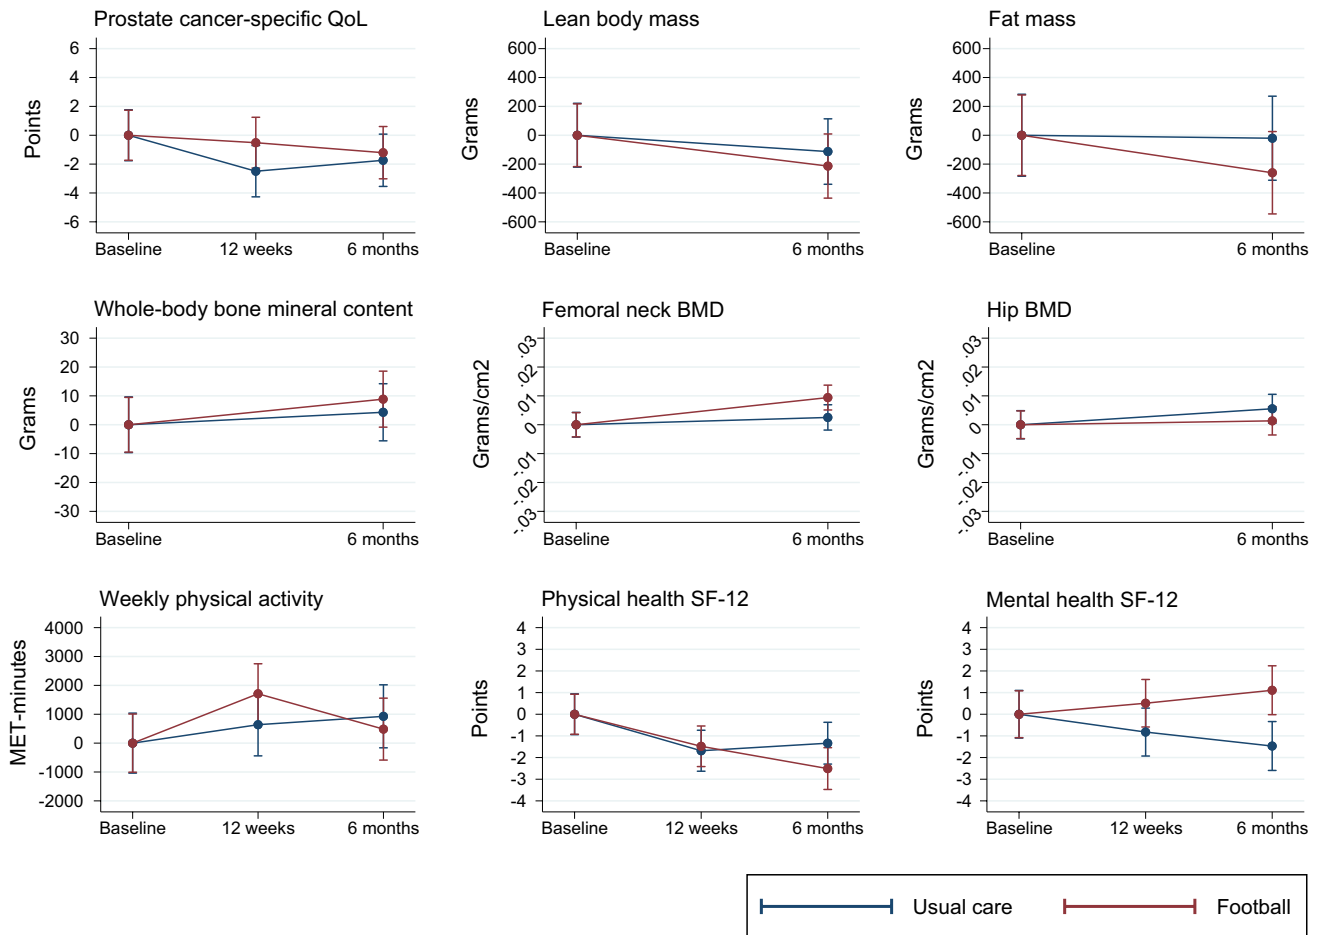 Prostate cancer-specific QoL
Points
6
4
2
0
-2
-4
-6
Baseline 12 weeks 6 months
Lean body mass
Grams
600
400
200
0
-200
-400
-600
Baseline 6 months
Fat mass
Grams
600
400
200
0
-200
-400
-600
Baseline 6 months
Whole-body bone mineral content
Grams
30
20
10
0
-10
-20
-30
Baseline 6 months
Femoral neck BMD
Grams/cm2
.03
.02
.01
0
-.01
-.02
-.03
Baseline 6 months
Hip BMD
Grams/cm2
.03
.02
.01
0
-.01
-.02
-.03
Baseline 6 months
Weekly physical activity
MET-minutes
4000
3000
2000
1000
0
-1000
-2000
Baseline 12 weeks 6 months
Physical health SF-12
Points
4
3
2
1
0
-1
-2
-3
-4
Baseline 12 weeks 6 months
Mental health SF-12
Points
4
3
2
1
0
-1
-2
-3
-4
Baseline 12 weeks 6 months
Usual care Football